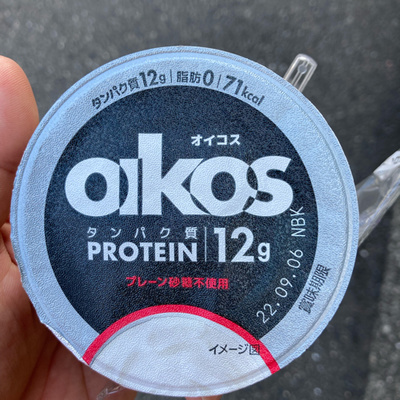 タンパク質12g 脂肪0 71kcal
オイコス
oikos
タンパク質
PROTEIN 12g
プレーン砂糖不使用
22.09.06 NBK
賞味期限
イメージ図